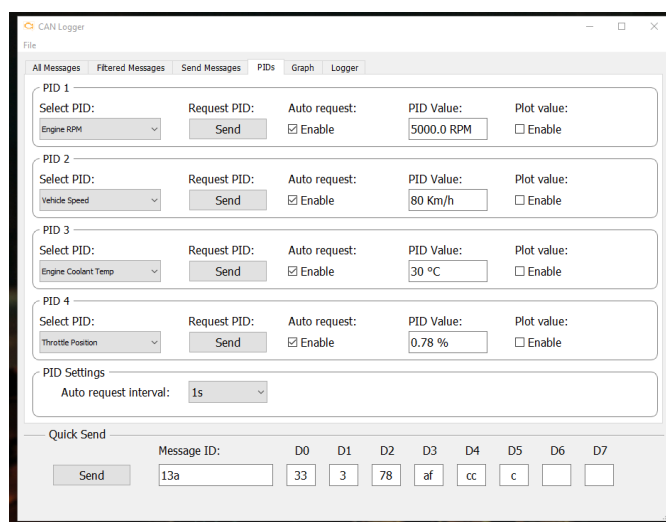 CAN Logger
File
All Messages Filtered Messages Send Messages PIDs Graph Logger
PID 1
Select PID: Request PID: Auto request: PID Value: Plot value:
Engine RPM Send Enable 5000.0 RPM Enable
PID 2
Select PID: Request PID: Auto request: PID Value: Plot value:
Vehicle Speed Send Enable 80 Km/h Enable
PID 3
Select PID: Request PID: Auto request: PID Value: Plot value:
Engine Coolant Temp Send Enable 30 ºC Enable
PID 4
Select PID: Request PID: Auto request: PID Value: Plot value:
Throttle Position Send Enable 0.78 % Enable
PID Settings
Auto request interval: 1s
Quick Send
Message ID: D0 D1 D2 D3 D4 D5 D6 D7
Send 13a 33 3 78 af cc c